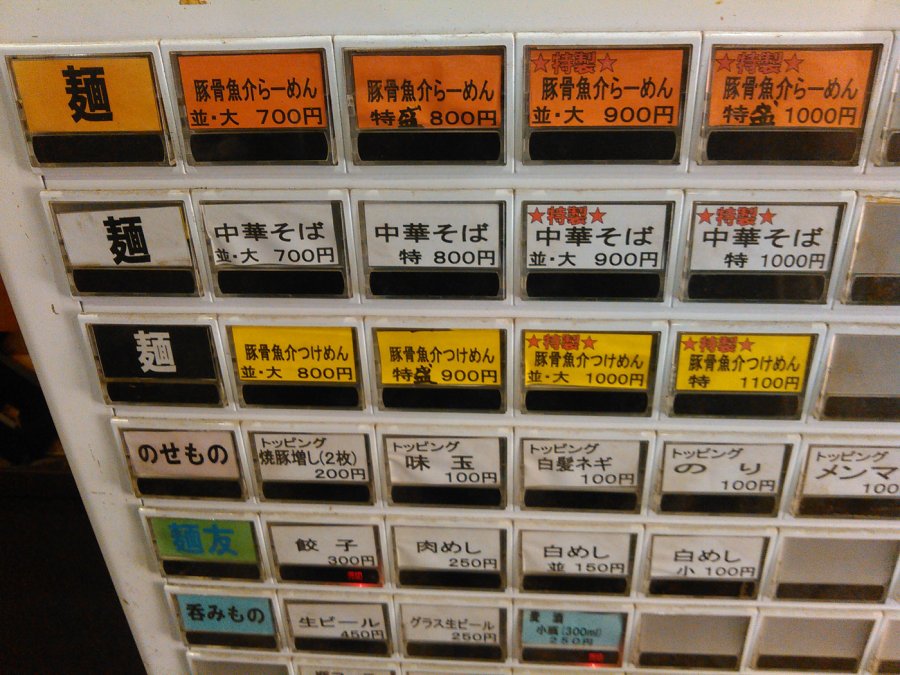 麺
豚骨魚介らーめん
並・大 700円
豚骨魚介らーめん
特盛 800円
★特製★
豚骨魚介らーめん
並・大 900円
★特製★
豚骨魚介らーめん
特盛 1000円
麺
中華そば
並・大 700円
中華そば
特 800円
★特製★
中華そば
並・大 900円
★特製★
中華そば
特 1000円
麺
豚骨魚介つけめん
並・大 800円
豚骨魚介つけめん
特盛 900円
★特製★
豚骨魚介つけめん
並・大 1000円
★特製★
豚骨魚介つけめん
特 1100円
のせもの
トッピング
焼豚増し(2枚)
200円
トッピング
味玉
100円
トッピング
白髪ネギ
100円
トッピング
のり
100円
トッピング
メンマ
100
麺友
餃子
300円
肉めし
250円
白めし
並 150円
白めし
小 100円
呑みもの
生ビール
450円
グラス生ビール
250円
麦酒
小瓶(300ml)
250円